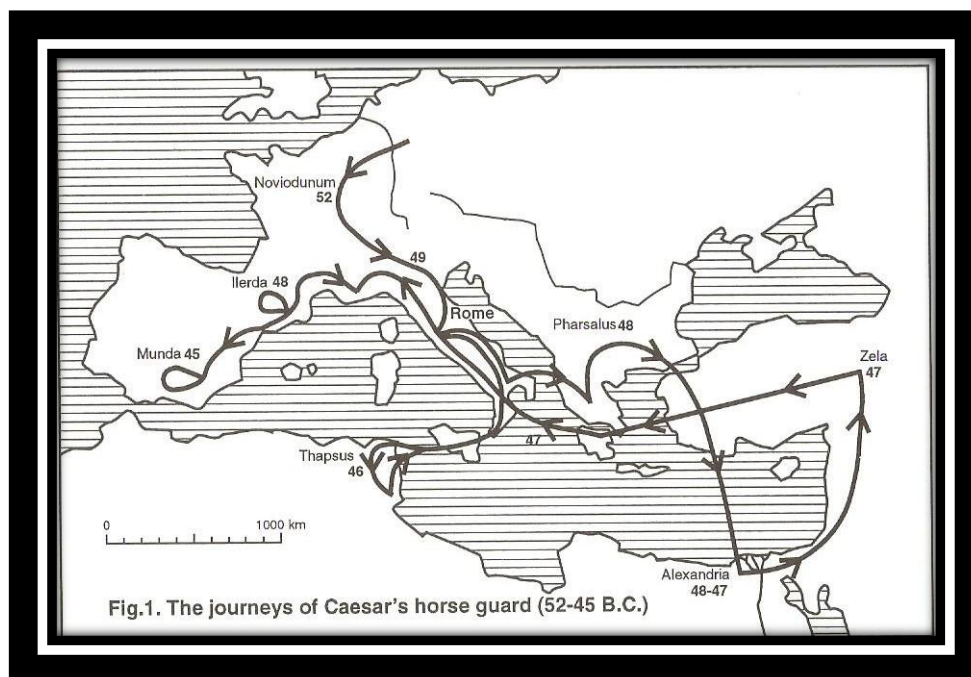 Noviodunum
52
49
Ilerda 48
Rome
Pharsalus 48
Munda 45
Zela
47
47
Thapsus
46
0 1000 km
Alexandria
48-47
Fig.1. The journeys of Caesar's horse guard (52-45 B.C.)